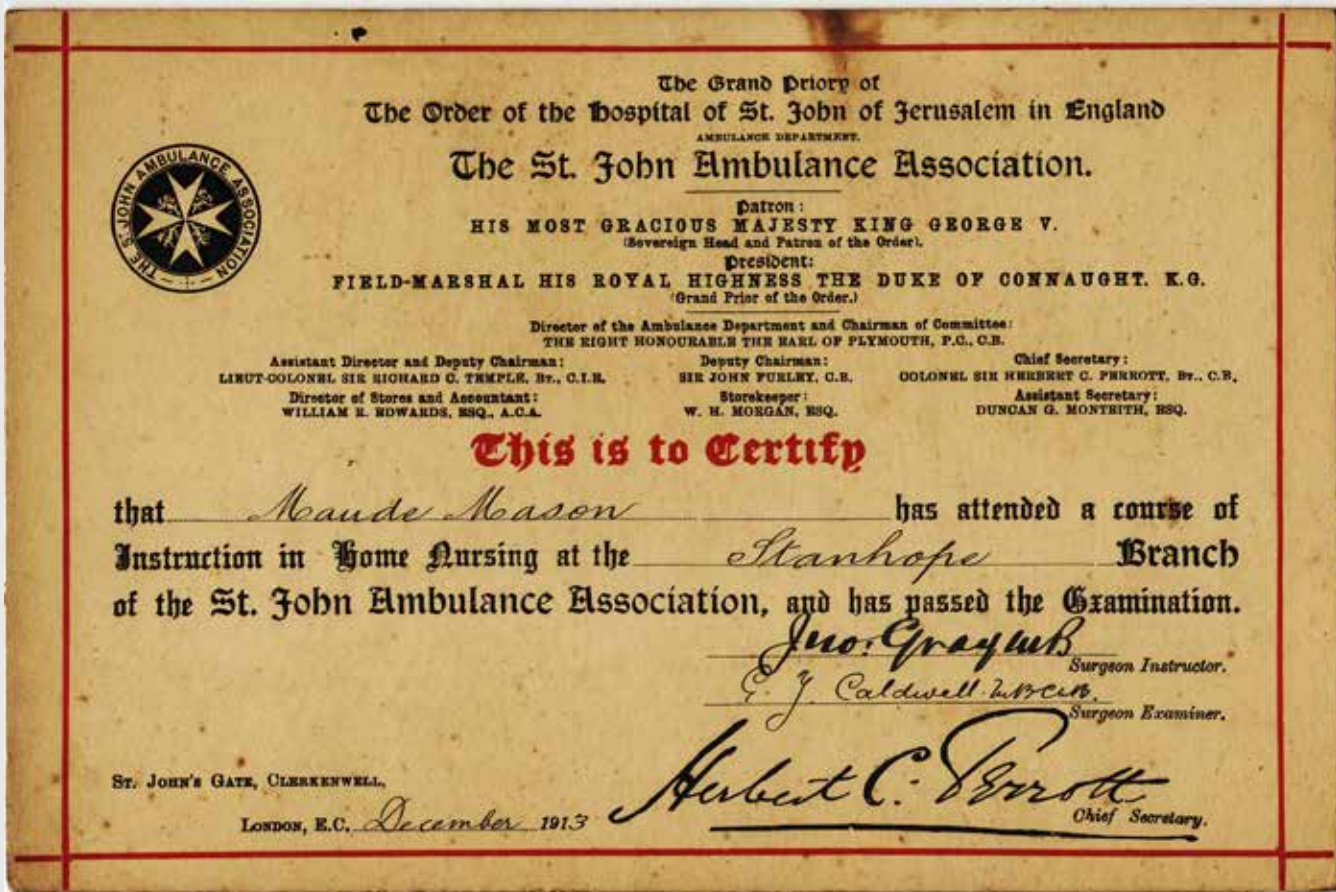 The Grand Priory of
The Order of the Hospital of St. John of Jerusalem in England
AMBULANCE DEPARTMENT.
The St. John Ambulance Association.
THE ST JOHN AMBULANCE ASSOCIATION
Patron:
HIS MOST GRACIOUS MAJESTY KING GEORGE V.
(Sovereign Head and Patron of the Order).
President:
FIELD-MARSHAL HIS ROYAL HIGHNESS THE DUKE OF CONNAUGHT. K.G.
(Grand Prior of the Order.)
Director of the Ambulance Department and Chairman of Committee:
THE RIGHT HONOURABLE THE EARL OF PLYMOUTH, P.C., C.B.
Assistant Director and Deputy Chairman: Deputy Chairman: Chief Secretary:
LIEUT-COLONEL SIR RICHARD C. TEMPLE, BT., C.I.E. SIR JOHN FURLEY, C.B. COLONEL SIR HERBERT C. PERROTT, BT., C.B.
Director of Stores and Accountant: Storekeeper: Assistant Secretary:
WILLIAM R. EDWARDS, ESQ., A.C.A. W. H. MORGAN, ESQ. DUNCAN G. MONTEITH, ESQ.
This is to Certify
that Maude Mason has attended a course of
Instruction in Home Nursing at the Stanhope Branch
of the St. John Ambulance Association, and has passed the Examination.
Jno. Gray
Surgeon Instructor.
Caldwell
Surgeon Examiner.
Herbert C. Perrott
Chief Secretary.
ST. JOHN'S GATE, CLERKENWELL,
LONDON, E.C. December 1913